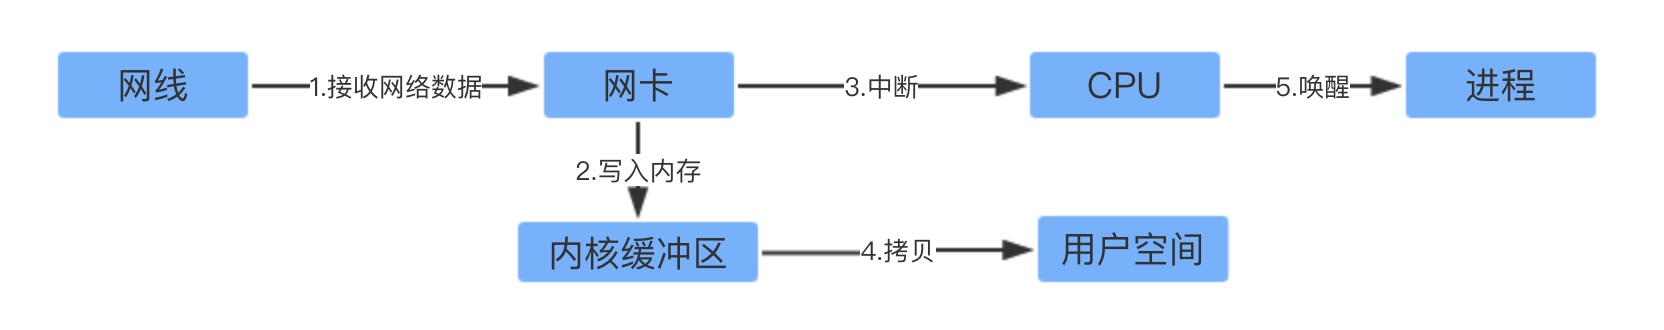 网线
1.接收网络数据
网卡
3.中断
CPU
5.唤醒
进程
2.写入内存
内核缓冲区
4.拷贝
用户空间